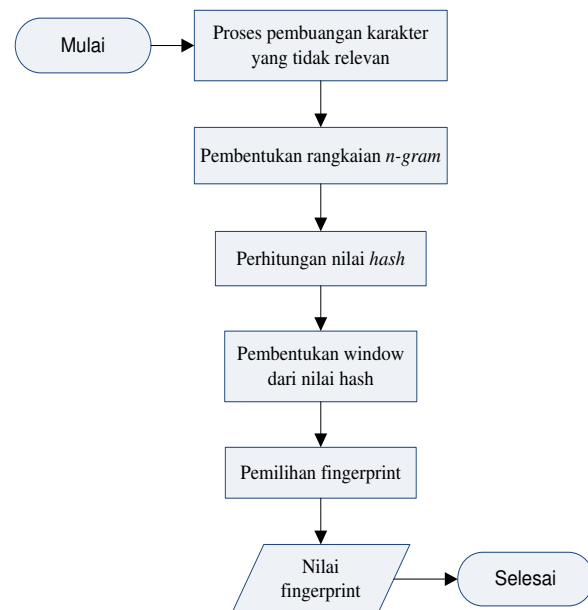 Mulai
Proses pembuangan karakter
yang tidak relevan
Pembentukan rangkaian n-gram
Perhitungan nilai hash
Pembentukan window
dari nilai hash
Pemilihan fingerprint
Nilai
fingerprint
Selesai